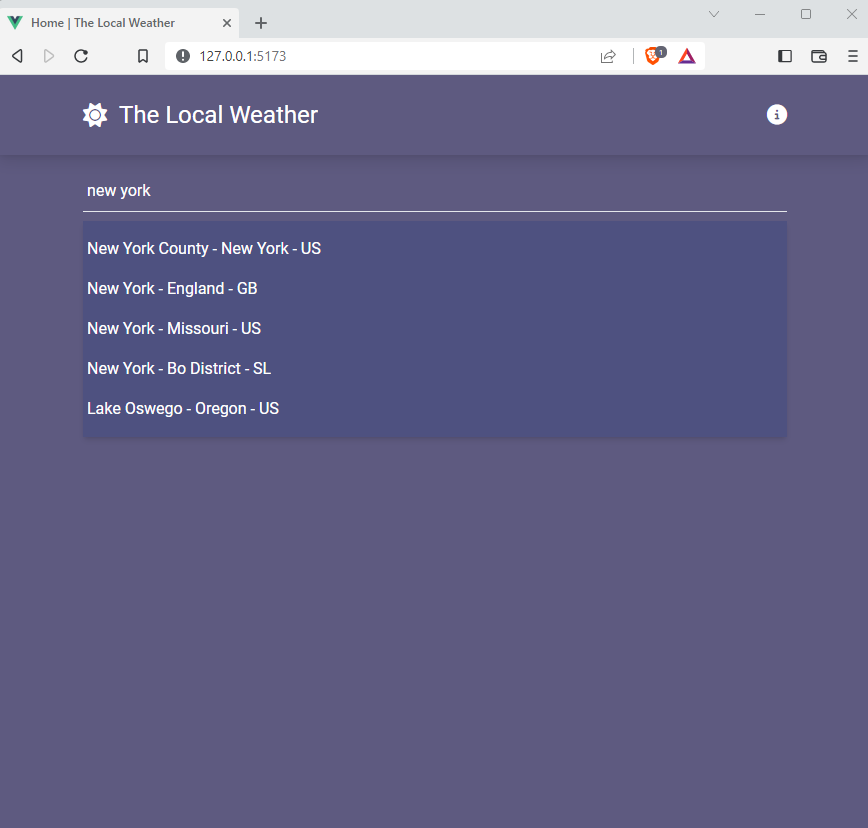 Home | The Local Weather
127.0.0.1:5173
1
The Local Weather
new york
New York County - New York - US
New York - England - GB
New York - Missouri - US
New York - Bo District - SL
Lake Oswego - Oregon - US